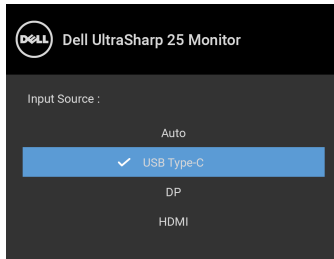 DELL Dell UltraSharp 25 Monitor
Input Source :
Auto
USB Type-C
DP
HDMI